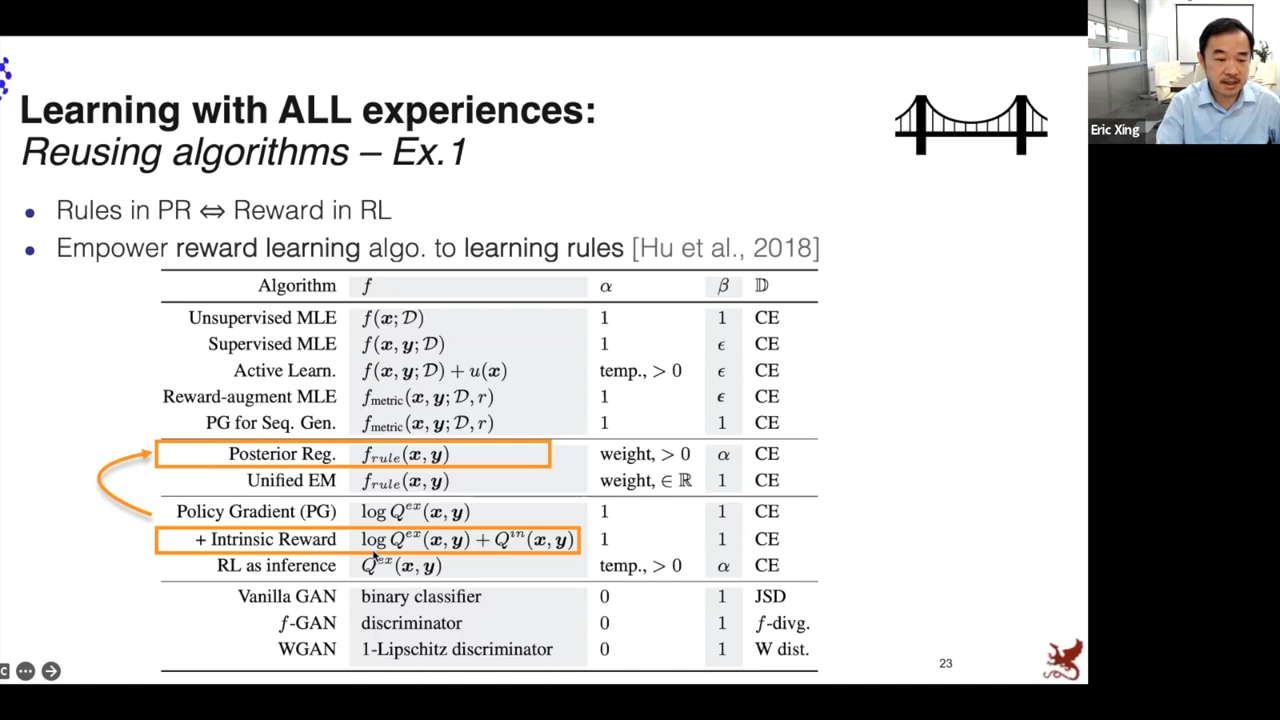 Learning with ALL experiences:
Reusing algorithms – Ex.1
• Rules in PR ⇔ Reward in RL
• Empower reward learning algo. to learning rules [Hu et al., 2018]
Algorithm f α β 𝔻
Unsupervised MLE f(x; 𝒟) 1 1 CE
Supervised MLE f(x, y; 𝒟) 1 ϵ CE
Active Learn. f(x, y; 𝒟) + u(x) temp., > 0 ϵ CE
Reward-augment MLE f_metric(x, y; 𝒟, r) 1 ϵ CE
PG for Seq. Gen. f_metric(x, y; 𝒟, r) 1 1 CE
Posterior Reg. f_rule(x, y) weight, > 0 α CE
Unified EM f_rule(x, y) weight, ∈ ℝ 1 CE
Policy Gradient (PG) log Q^ex(x, y) 1 1 CE
+ Intrinsic Reward log Q^ex(x, y) + Q^in(x, y) 1 1 CE
RL as inference Q^ex(x, y) temp., > 0 α CE
Vanilla GAN binary classifier 0 1 JSD
f-GAN discriminator 0 1 f-divg.
WGAN 1-Lipschitz discriminator 0 1 W dist.
23
Eric Xing